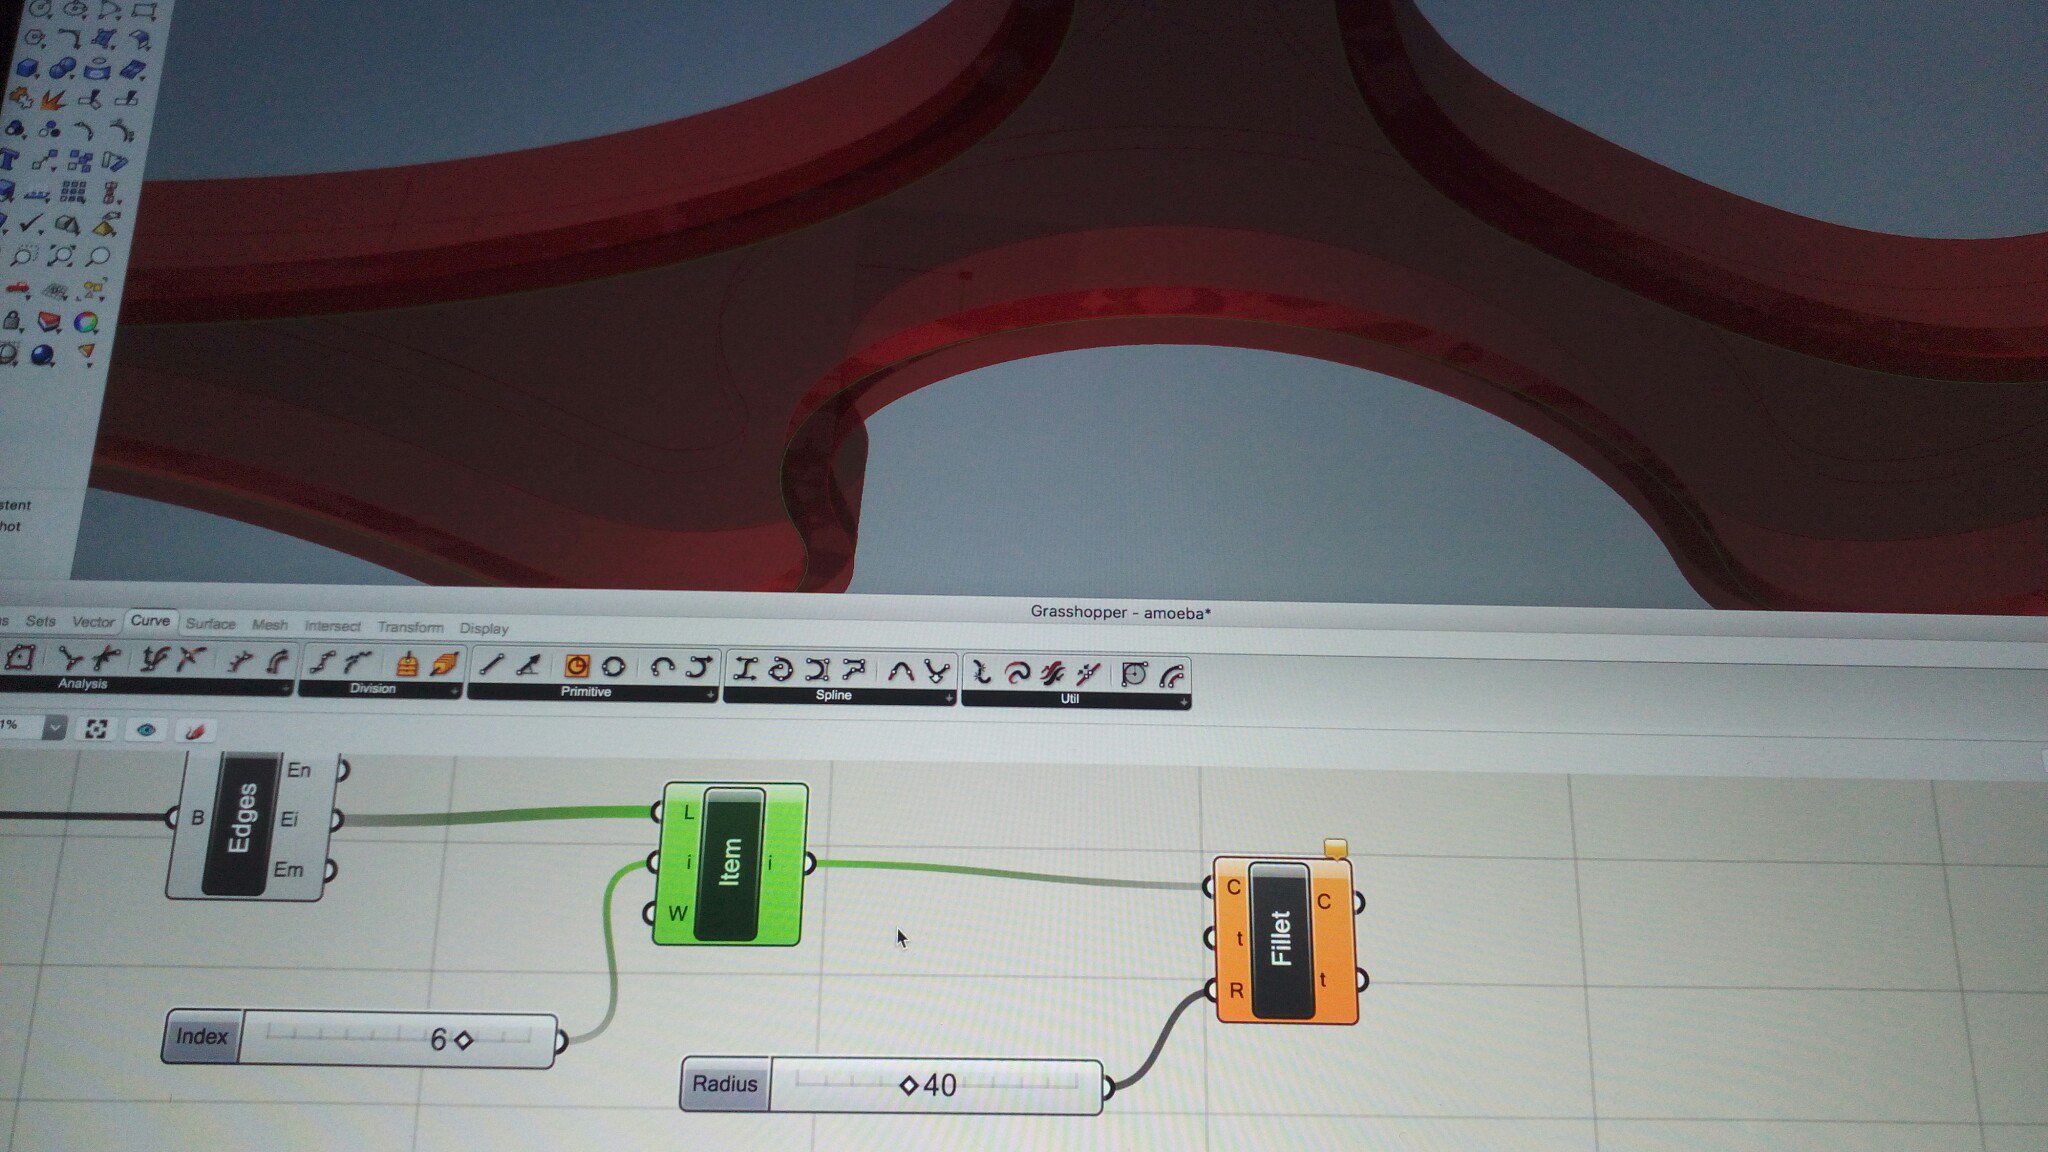 stent
hot
Grasshopper - amoeba*
Sets Vector Curve Surface Mesh Intersect Transform Display
Analysis Division Primitive Spline Util
1%
En
B Edges Ei
Em
L
i Item i
W
C Fillet C
t
R t
Index 6
Radius 40